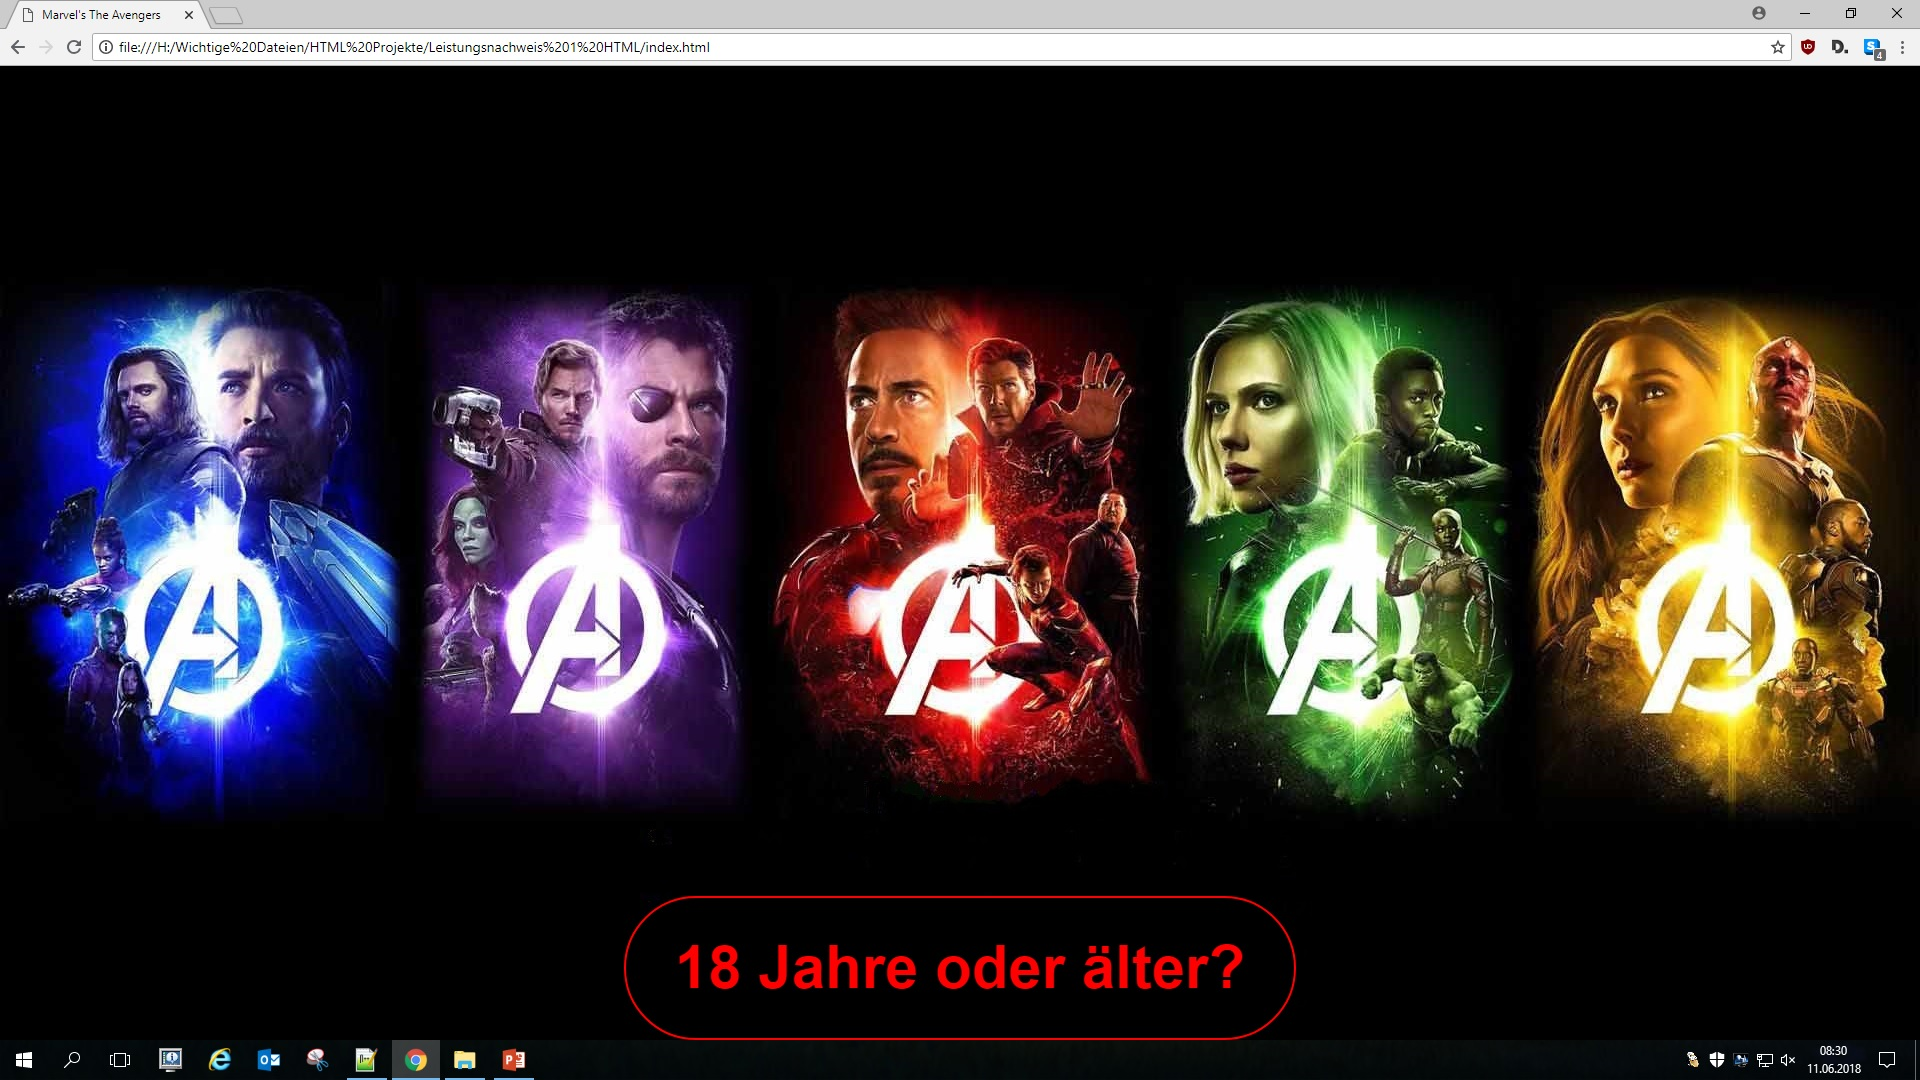 Marvel's The Avengers
file:///H:/Wichtige%20Dateien/HTML%20Projekte/Leistungsnachweis%201%20HTML/index.html
D.
4
18 Jahre oder älter?
08:30
11.06.2018